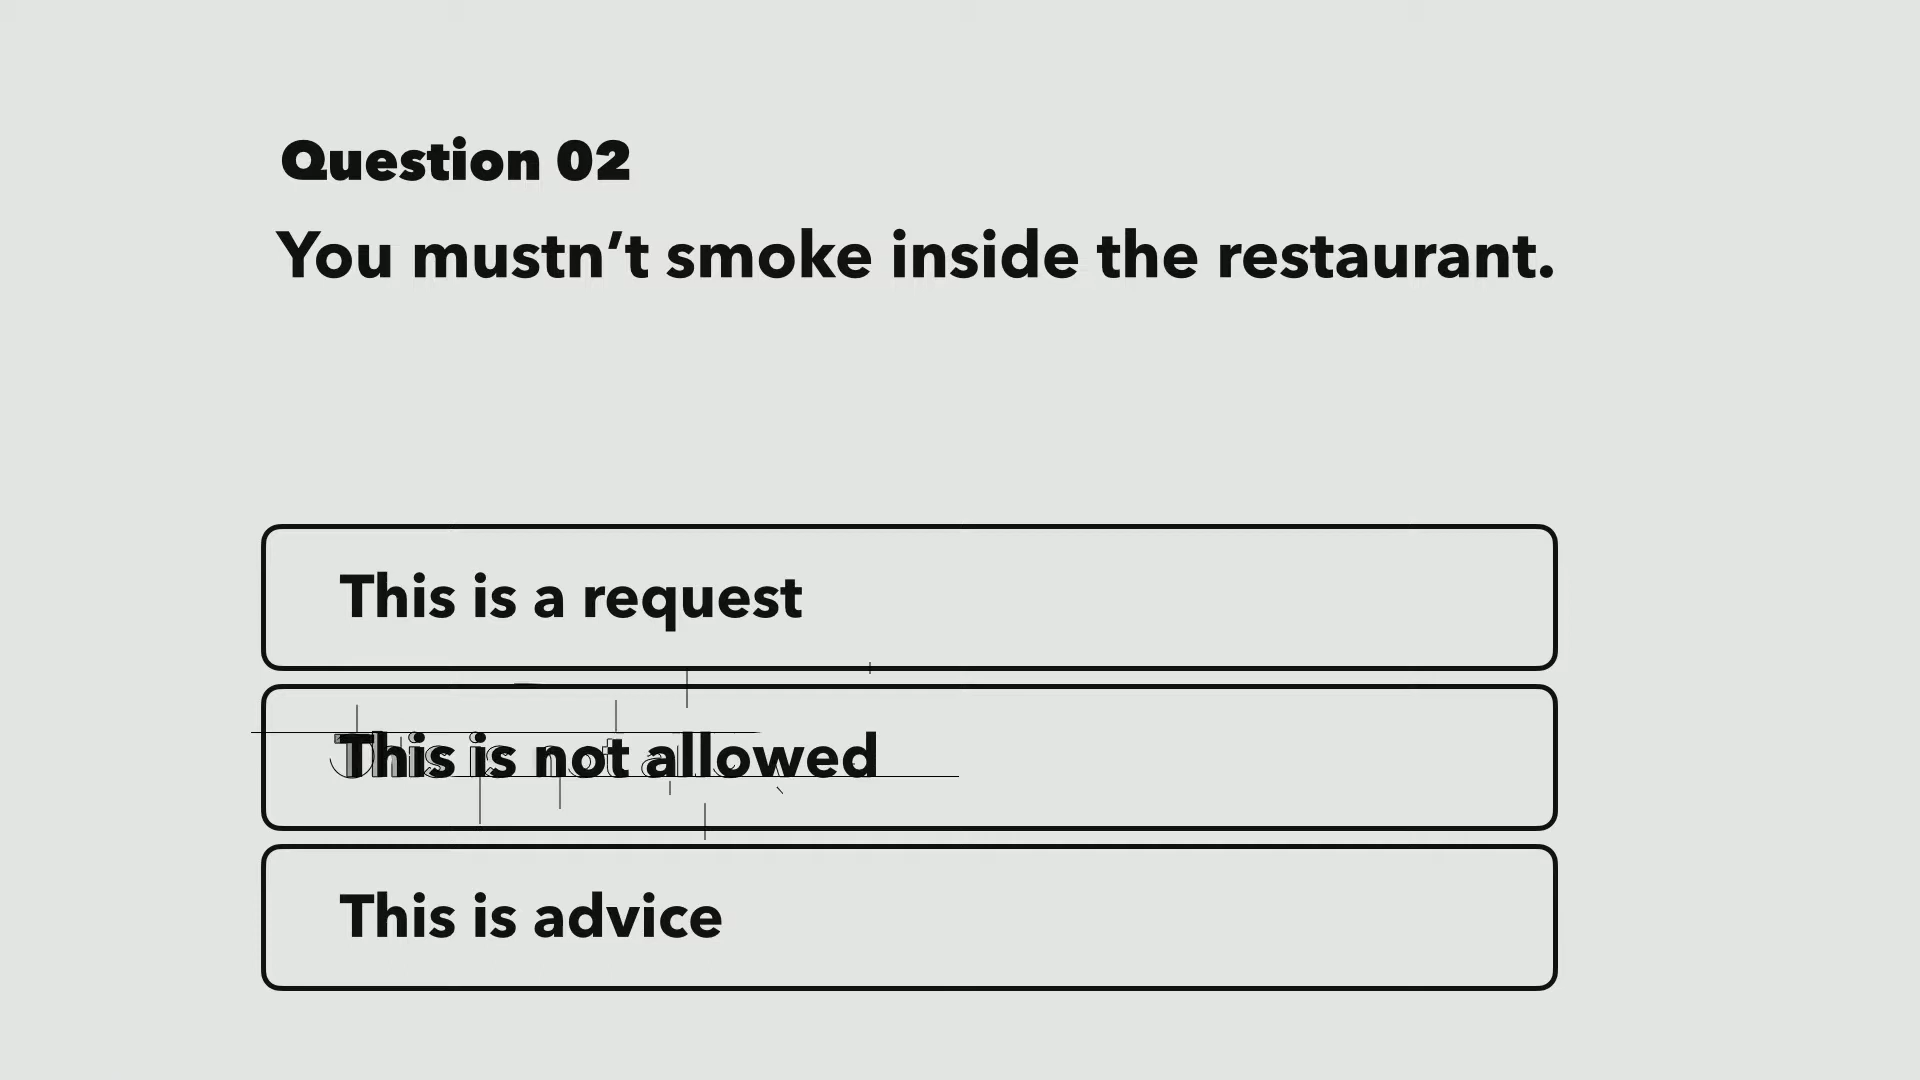 Question 02
You mustn’t smoke inside the restaurant.
This is a request
This is not allowed
This is advice